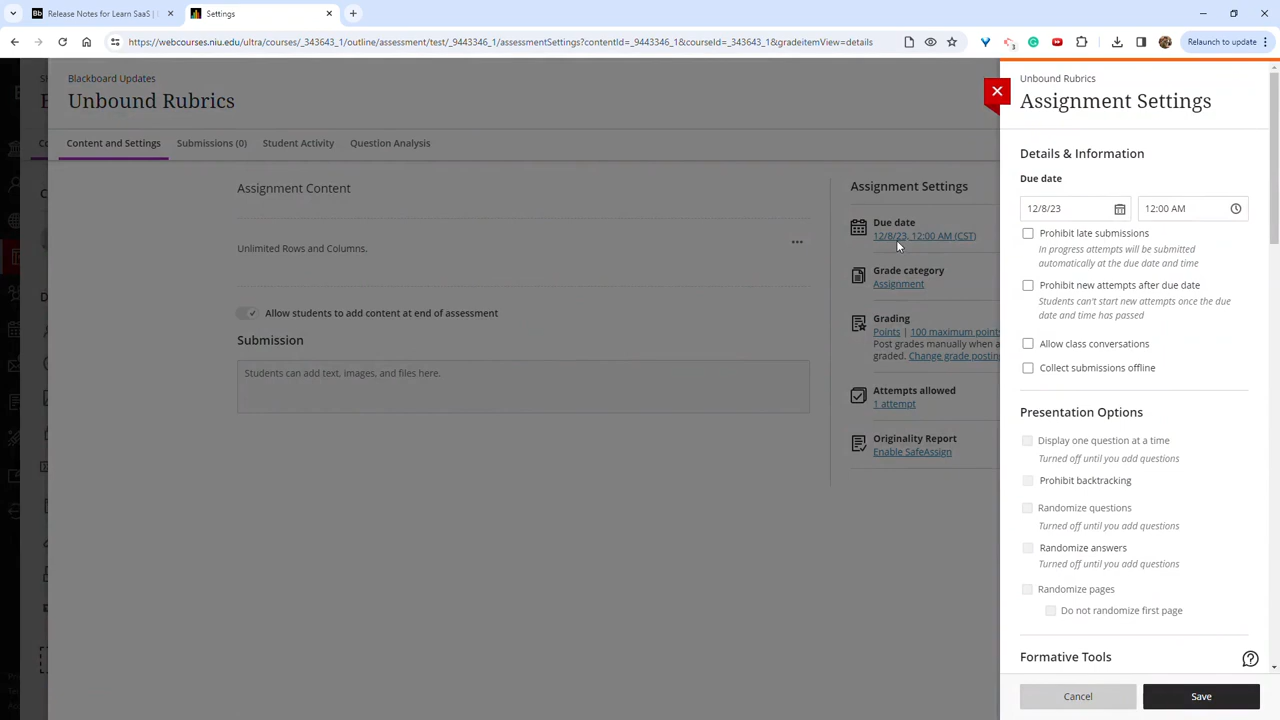 Release Notes for Learn SaaS |
Settings
https://webcourses.niu.edu/ultra/courses/_343643_1/outline/assessment/test/_9443346_1/assessmentSettings?contentId=_9443346_1&courseId=_343643_1&gradeitemView=details
Relaunch to update
Blackboard Updates
Unbound Rubrics
Content and Settings
Submissions (0)
Student Activity
Question Analysis
Assignment Content
Unlimited Rows and Columns.
Allow students to add content at end of assessment
Submission
Students can add text, images, and files here.
Assignment Settings
Due date
12/8/23, 12:00 AM (CST)
Grade category
Assignment
Grading
Points | 100 maximum points
Post grades manually when a
graded. Change grade postin
Attempts allowed
1 attempt
Originality Report
Enable SafeAssign
Unbound Rubrics
Assignment Settings
Details & Information
Due date
12/8/23
12:00 AM
Prohibit late submissions
In progress attempts will be submitted
automatically at the due date and time
Prohibit new attempts after due date
Students can't start new attempts once the due
date and time has passed
Allow class conversations
Collect submissions offline
Presentation Options
Display one question at a time
Turned off until you add questions
Prohibit backtracking
Randomize questions
Turned off until you add questions
Randomize answers
Turned off until you add questions
Randomize pages
Do not randomize first page
Formative Tools
Cancel
Save